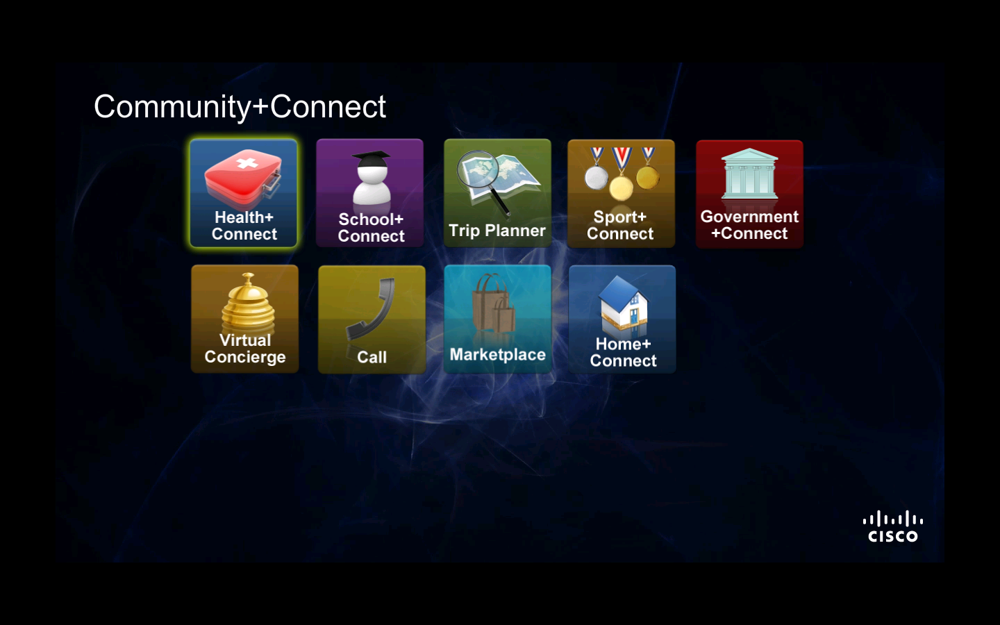 Community+Connect
Health+
Connect
School+
Connect
Trip Planner
Sport+
Connect
Government
+Connect
Virtual
Concierge
Call
Marketplace
Home+
Connect
CISCO